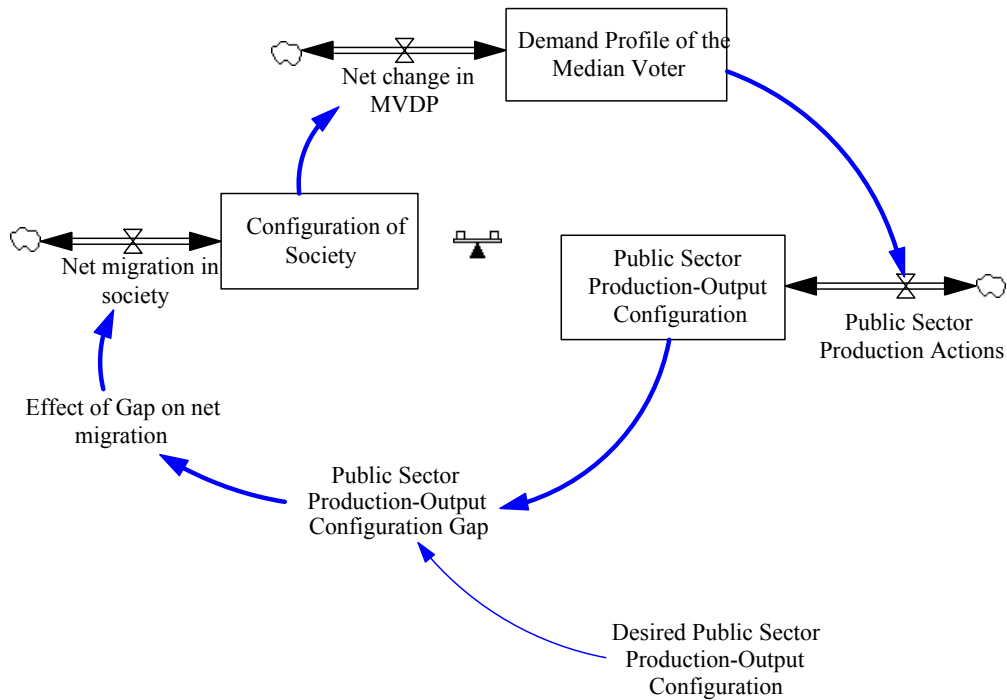 Demand Profile of the
Median Voter
Net change in
MVDP
Configuration of
Society
Net migration in
society
Public Sector
Production-Output
Configuration
Public Sector
Production Actions
Effect of Gap on net
migration
Public Sector
Production-Output
Configuration Gap
Desired Public Sector
Production-Output
Configuration